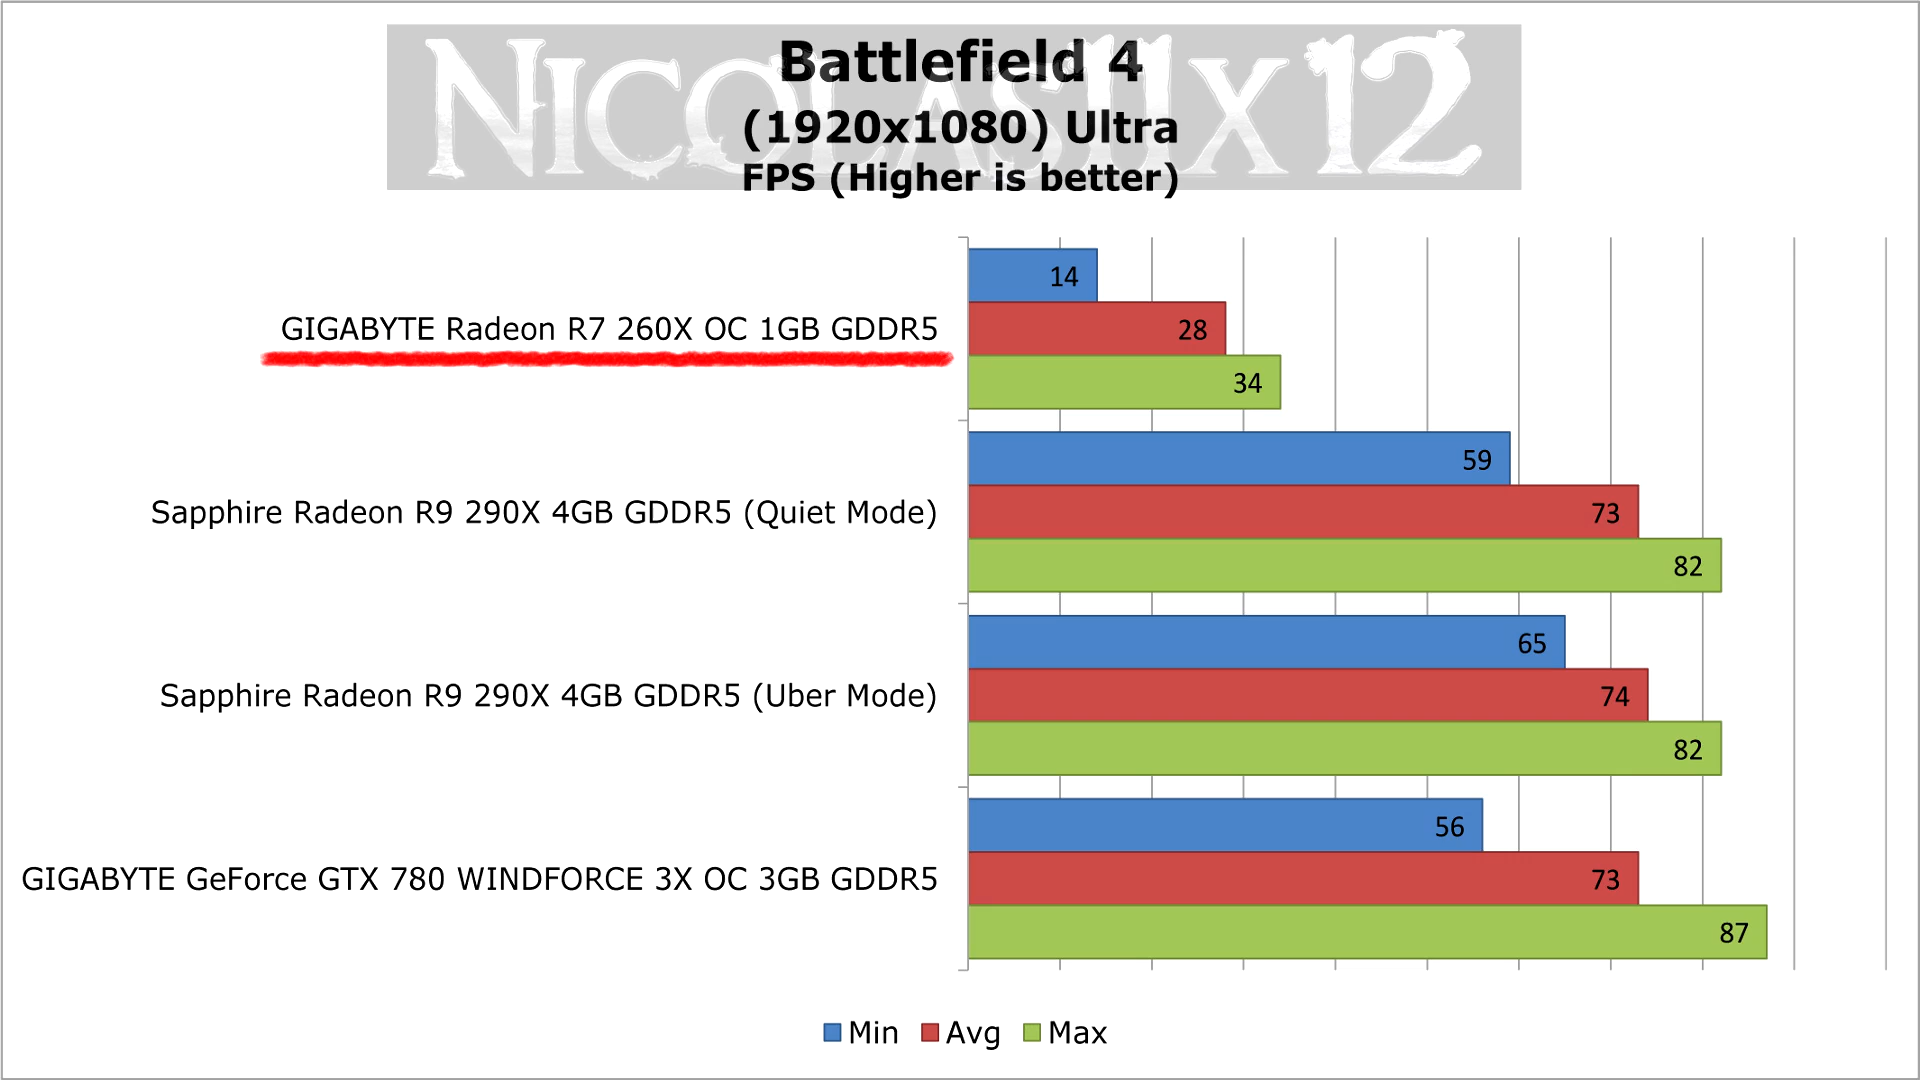 NICOLAS11X12
Battlefield 4
(1920x1080) Ultra
FPS (Higher is better)
GIGABYTE Radeon R7 260X OC 1GB GDDR5
14
28
34
Sapphire Radeon R9 290X 4GB GDDR5 (Quiet Mode)
59
73
82
Sapphire Radeon R9 290X 4GB GDDR5 (Uber Mode)
65
74
82
GIGABYTE GeForce GTX 780 WINDFORCE 3X OC 3GB GDDR5
56
73
87
Min Avg Max